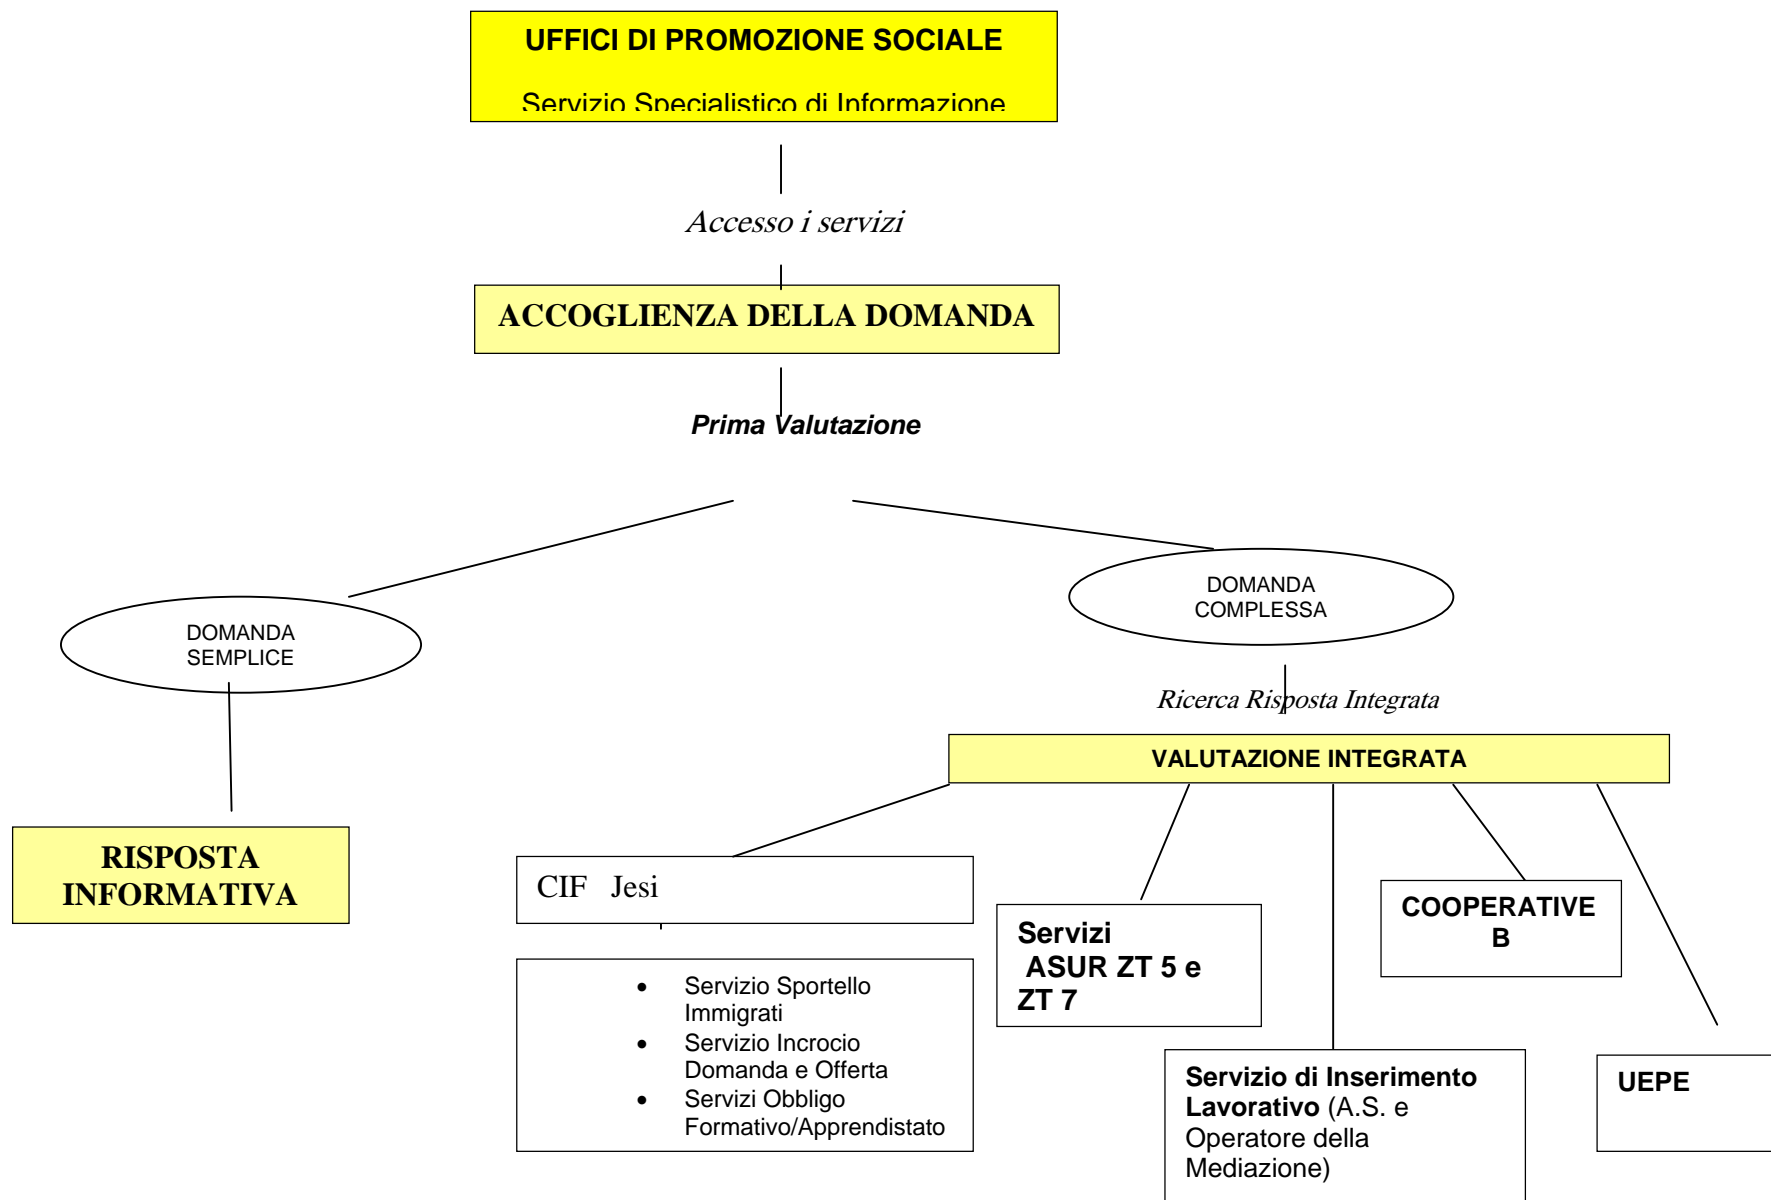 UFFICI DI PROMOZIONE SOCIALE
Servizio Specialistico di Informazione
Accesso i servizi
ACCOGLIENZA DELLA DOMANDA
Prima Valutazione
DOMANDA
SEMPLICE
DOMANDA
COMPLESSA
Ricerca Risposta Integrata
VALUTAZIONE INTEGRATA
RISPOSTA
INFORMATIVA
CIF Jesi
• Servizio Sportello
Immigrati
• Servizio Incrocio
Domanda e Offerta
• Servizi Obbligo
Formativo/Apprendistato
Servizi
ASUR ZT 5 e
ZT 7
Servizio di Inserimento
Lavorativo (A.S. e
Operatore della
Mediazione)
COOPERATIVE
B
UEPE